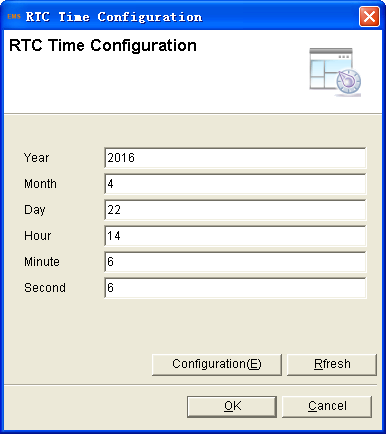 EMS RTC Time Configuration
RTC Time Configuration
Year 2016
Month 4
Day 22
Hour 14
Minute 6
Second 6
Configuration(E) Rfresh
OK Cancel